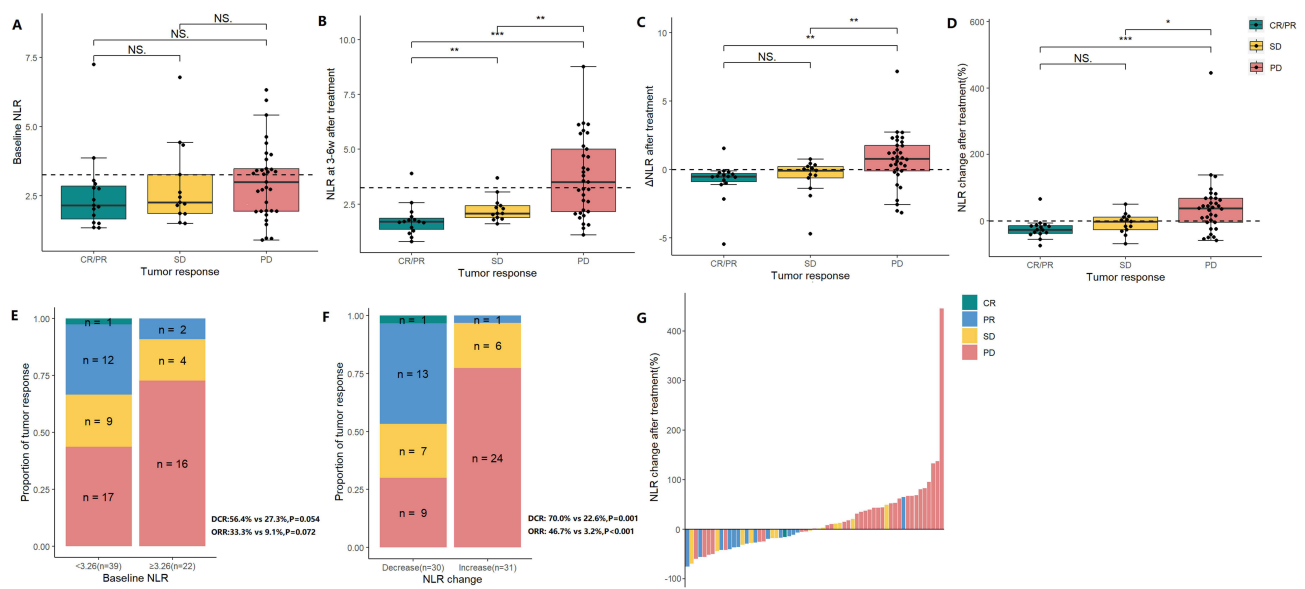 A
NS.
NS.
NS.
7.5
5.0
2.5
Baseline NLR
CR/PR
SD
PD
Tumor response
B
**
***
**
10.0
7.5
5.0
2.5
NLR at 3-6w after treatment
CR/PR
SD
PD
Tumor response
C
**
**
NS.
10
5
0
-5
ΔNLR after treatment
CR/PR
SD
PD
Tumor response
D
*
***
NS.
600
400
200
0
NLR change after treatment(%)
CR/PR
SD
PD
Tumor response
CR/PR
SD
PD
E
1.00
0.75
0.50
0.25
0.00
Proportion of tumor response
n = 1
n = 12
n = 9
n = 17
n = 2
n = 4
n = 16
DCR:56.4% vs 27.3%,P=0.054
ORR:33.3% vs 9.1%,P=0.072
<3.26(n=39)
≥3.26(n=22)
Baseline NLR
F
1.00
0.75
0.50
0.25
0.00
Proportion of tumor response
n = 1
n = 13
n = 7
n = 9
n = 1
n = 6
n = 24
DCR: 70.0% vs 22.6%,P=0.001
ORR: 46.7% vs 3.2%,P<0.001
Decrease(n=30)
Increase(n=31)
NLR change
G
400
300
200
100
0
-100
NLR change after treatment(%)
CR
PR
SD
PD